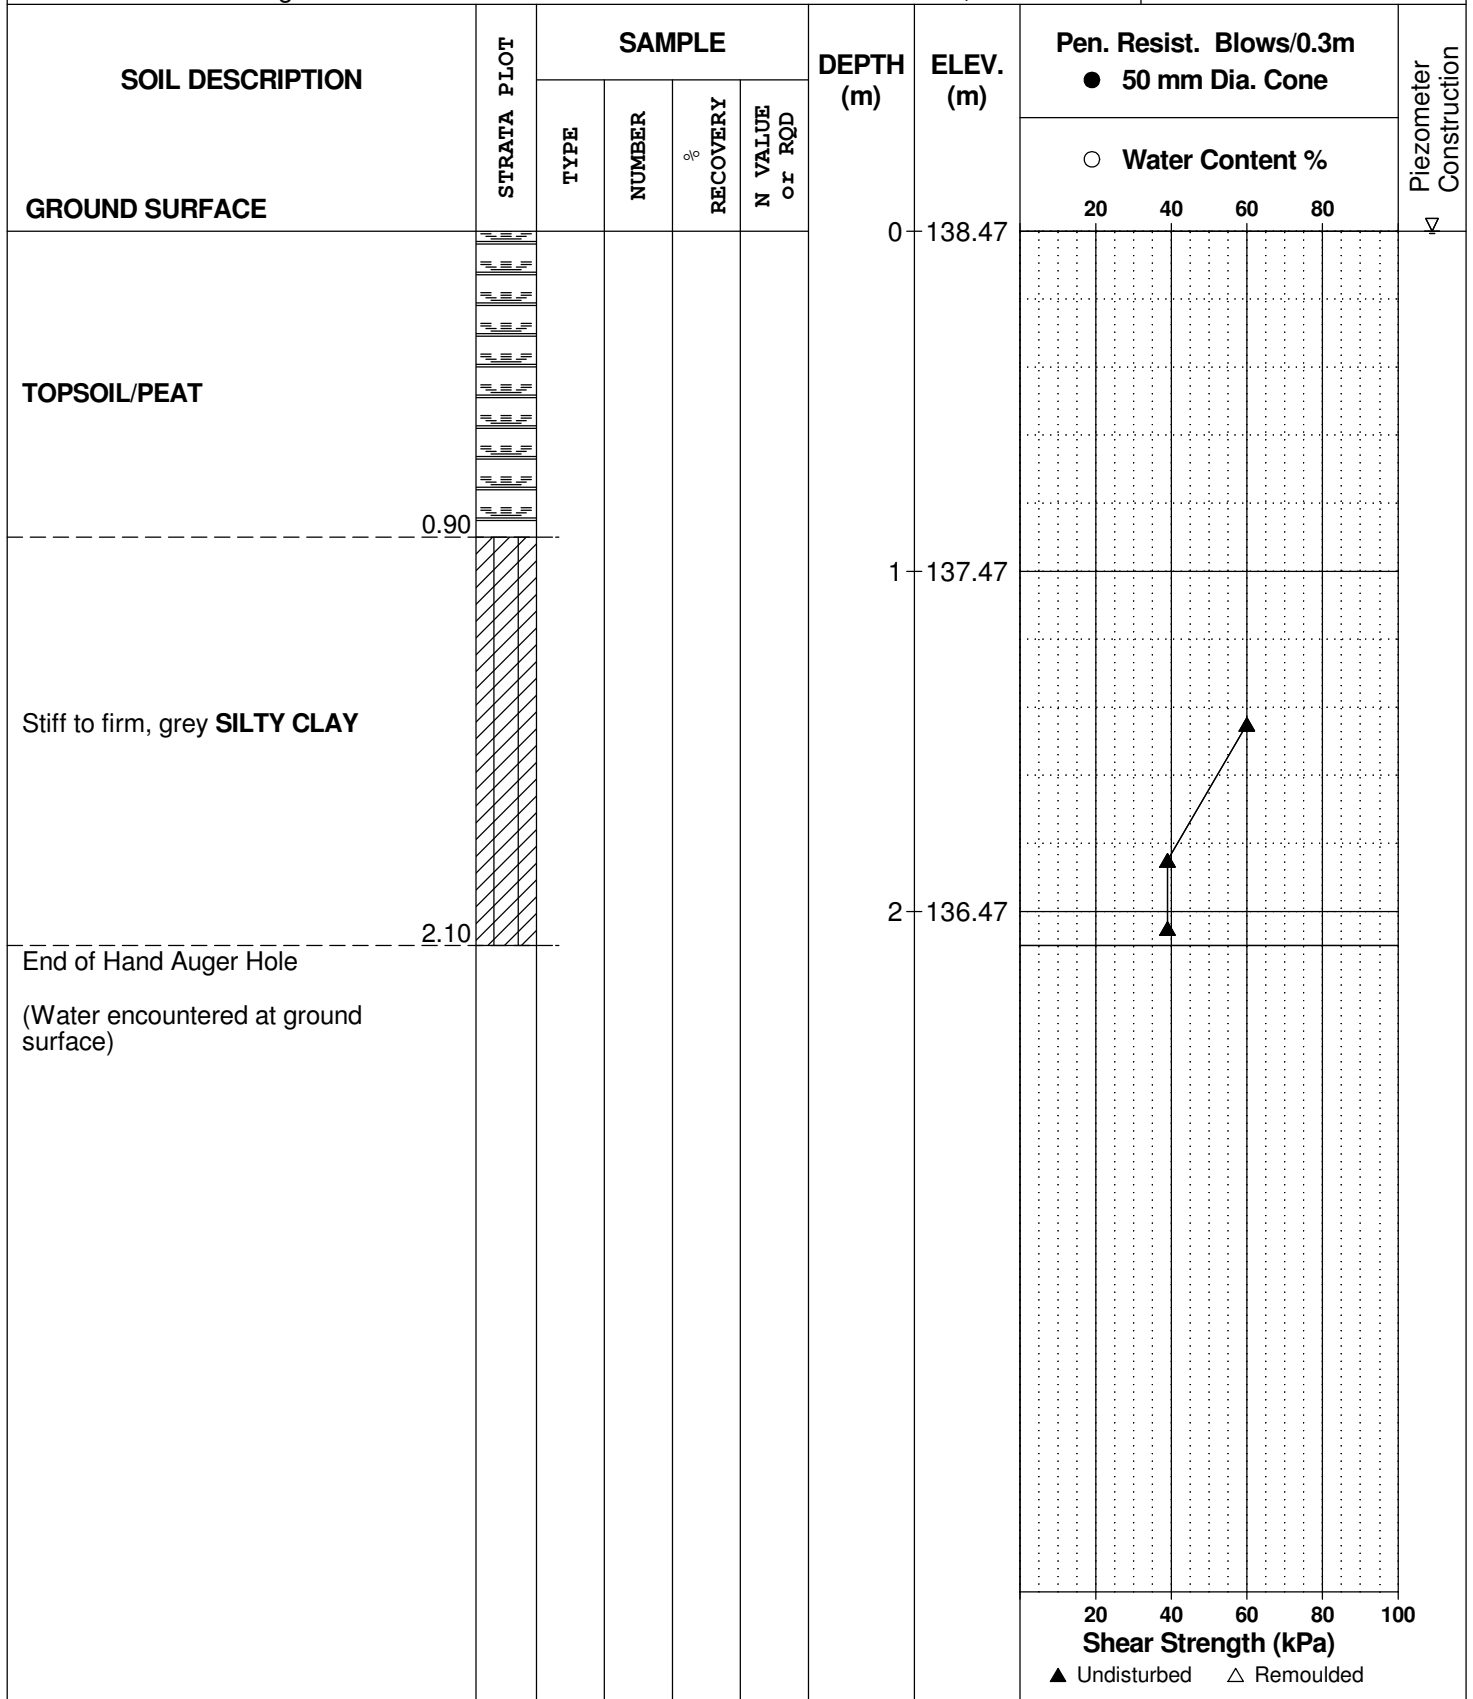 SOIL DESCRIPTION
GROUND SURFACE
STRATA PLOT
SAMPLE
TYPE
NUMBER
%
RECOVERY
N VALUE
or RQD
DEPTH
(m)
ELEV.
(m)
Pen. Resist. Blows/0.3m
● 50 mm Dia. Cone
○ Water Content %
20 40 60 80
Piezometer
Construction
0 138.47
TOPSOIL/PEAT
0.90
1 137.47
Stiff to firm, grey SILTY CLAY
2 136.47
2.10
End of Hand Auger Hole
(Water encountered at ground
surface)
20 40 60 80 100
Shear Strength (kPa)
▲ Undisturbed △ Remoulded